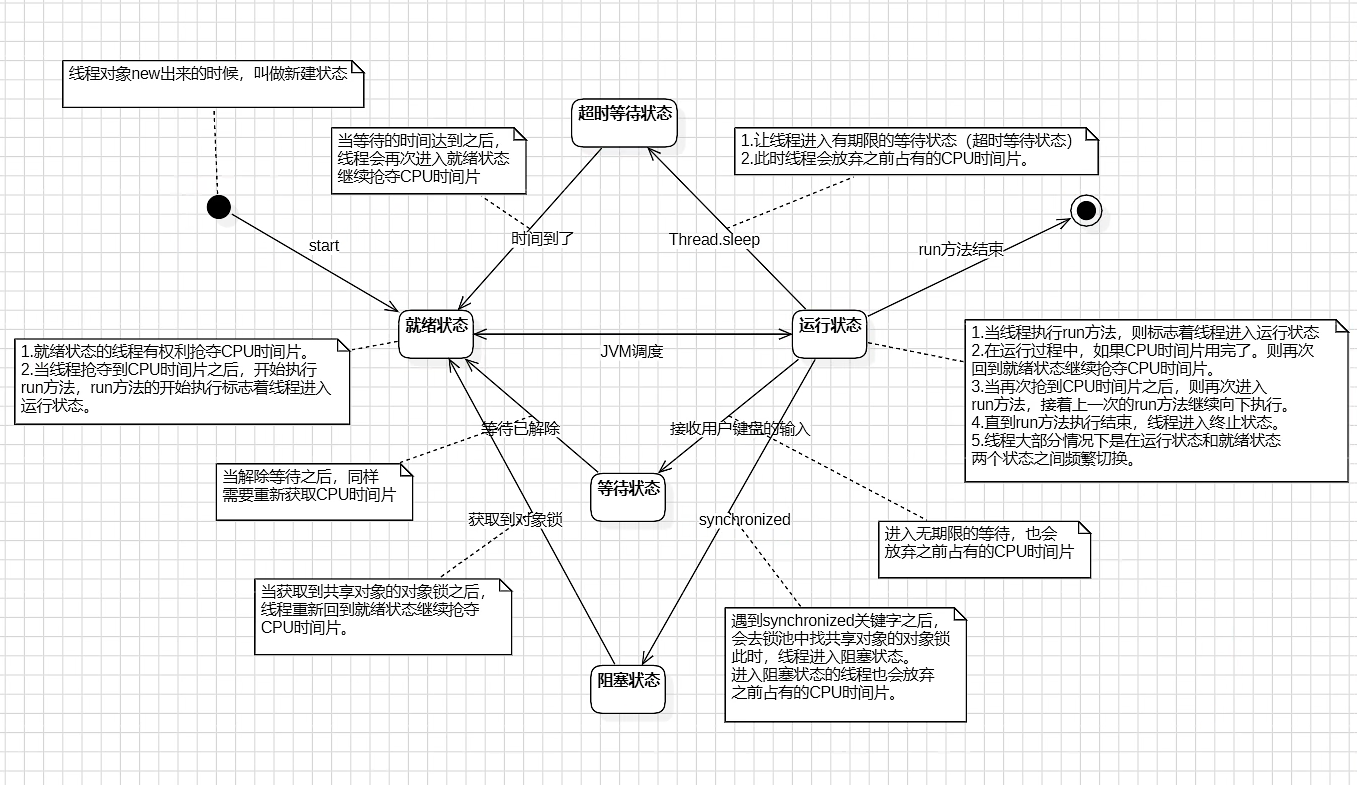 线程对象new出来的时候，叫做新建状态
超时等待状态
当等待的时间达到之后，
线程会再次进入就绪状态
继续抢夺CPU时间片
1.让线程进入有期限的等待状态（超时等待状态）
2.此时线程会放弃之前占有的CPU时间片。
start
时间到了
Thread.sleep
run方法结束
就绪状态
运行状态
JVM调度
1.就绪状态的线程有权利抢夺CPU时间片。
2.当线程抢夺到CPU时间片之后，开始执行
run方法，run方法的开始执行标志着线程进入
运行状态。
1.当线程执行run方法，则标志着线程进入运行状态
2.在运行过程中，如果CPU时间片用完了。则再次
回到就绪状态继续抢夺CPU时间片。
3.当再次抢到CPU时间片之后，则再次进入
run方法，接着上一次的run方法继续向下执行。
4.直到run方法执行结束，线程进入终止状态。
5.线程大部分情况下是在运行状态和就绪状态
两个状态之间频繁切换。
等待已解除
接收用户键盘的输入
当解除等待之后，同样
需要重新获取CPU时间片
等待状态
获取到对象锁
synchronized
进入无期限的等待，也会
放弃之前占有的CPU时间片
当获取到共享对象的对象锁之后，
线程重新回到就绪状态继续抢夺
CPU时间片。
遇到synchronized关键字之后，
会去锁池中找共享对象的对象锁
此时，线程进入阻塞状态。
进入阻塞状态的线程也会放弃
之前占有的CPU时间片。
阻塞状态